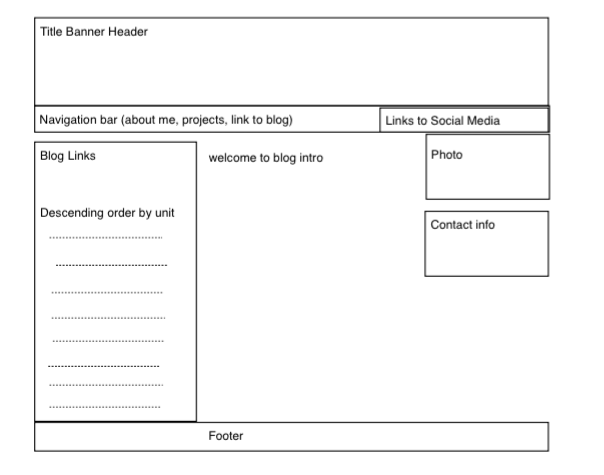 Title Banner Header
Navigation bar (about me, projects, link to blog)
Links to Social Media
Blog Links
welcome to blog intro
Photo
Descending order by unit
Contact info
Footer